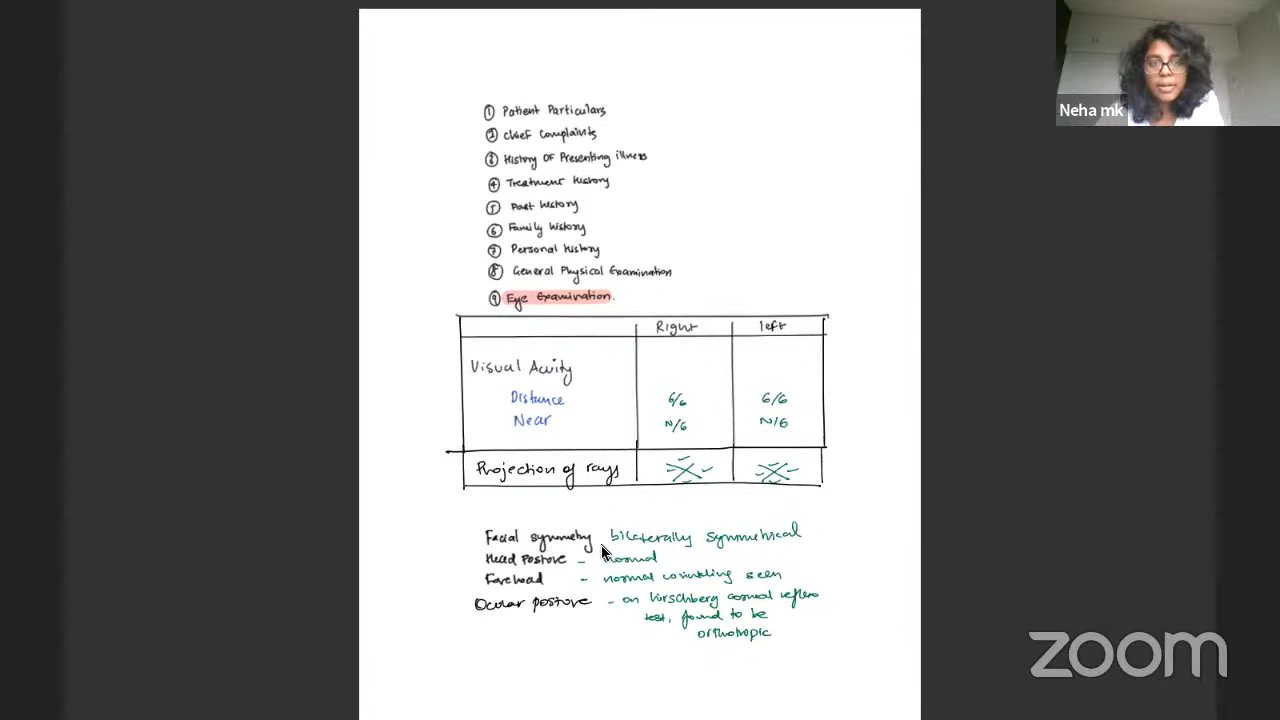 ① Patient Particulars
② Chief Complaints
③ History Of Presenting illness
④ Treatment History
⑤ Past history
⑥ Family history
⑦ Personal history
⑧ General Physical Examination
⑨ Eye Examination.
Right left
Visual Acuity
Distance 6/6 6/6
Near N/6 N/6
Projection of rays
Facial symmetry bilaterally symmetrical
Head Posture - normal
Forehead - normal wrinkling seen
Ocular posture - on hirschberg corneal reflex
test, found to be
orthotropic
Neha mk
zoom